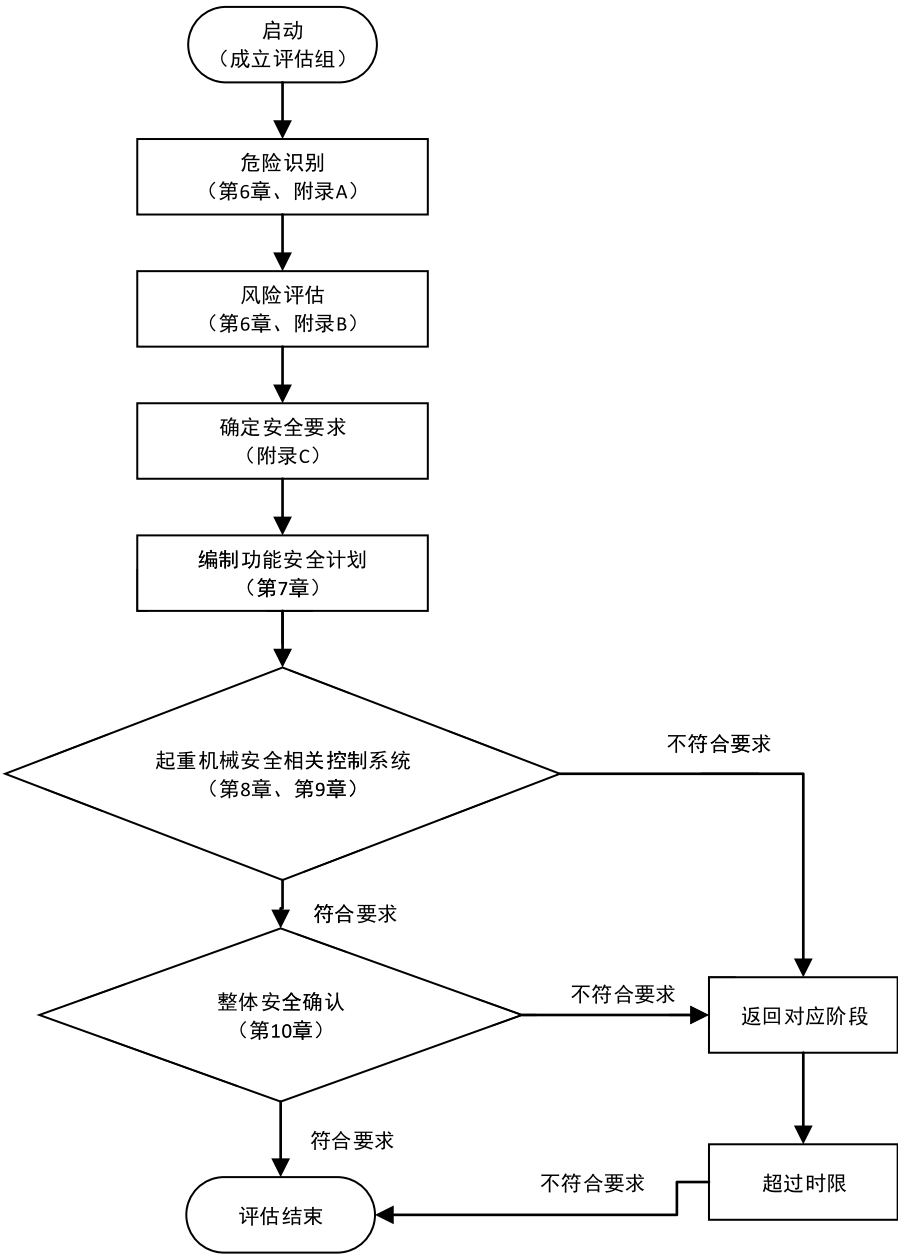 启动
（成立评估组）
危险识别
（第6章、附录A）
风险评估
（第6章、附录B）
确定安全要求
（附录C）
编制功能安全计划
（第7章）
起重机械安全相关控制系统
（第8章、第9章）
不符合要求
符合要求
整体安全确认
（第10章）
不符合要求
返回对应阶段
符合要求
超过时限
不符合要求
评估结束